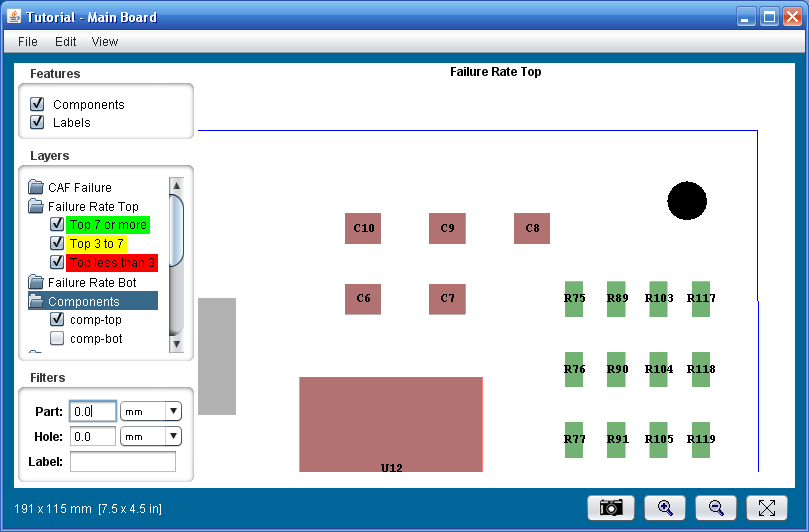 Tutorial - Main Board
File Edit View
Features
Components
Labels
Layers
CAF Failure
Failure Rate Top
Top 7 or more
Top 3 to 7
Top less than 3
Failure Rate Bot
Components
comp-top
comp-bot
Filters
Part: 0.0 mm
Hole: 0.0 mm
Label:
Failure Rate Top
C10 C9 C8
C6 C7
R75 R89 R103 R117
R76 R90 R104 R118
R77 R91 R105 R119
U12
191 x 115 mm [7.5 x 4.5 in]